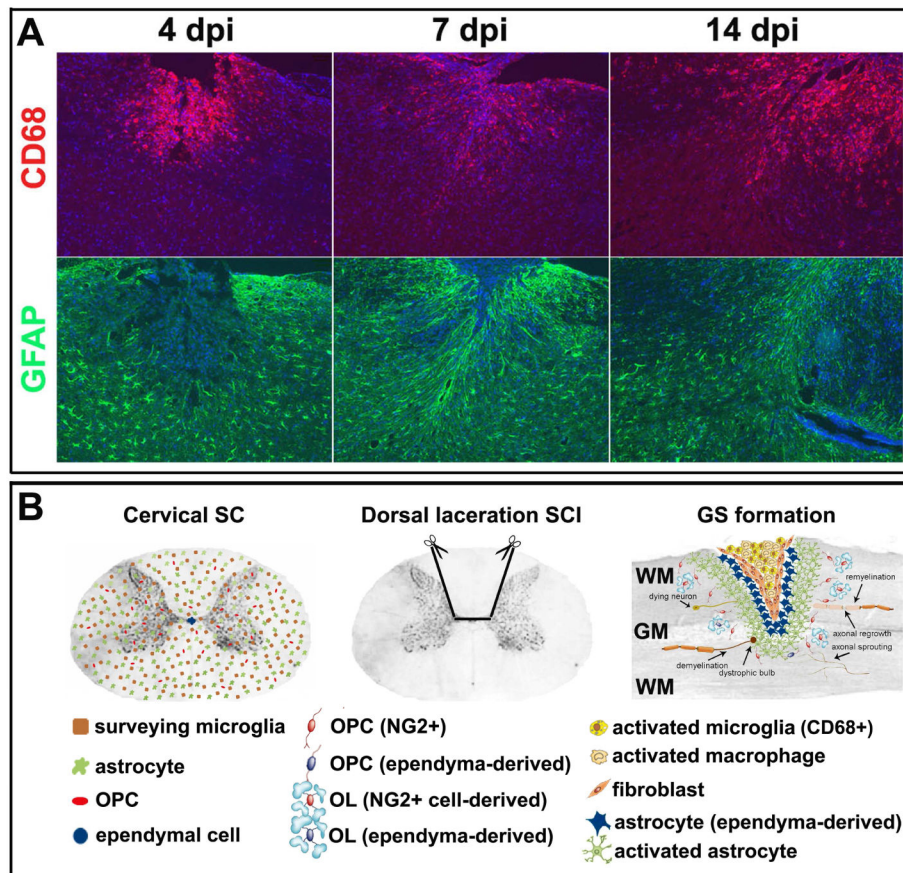 A
4 dpi
7 dpi
14 dpi
CD68
GFAP
B
Cervical SC
Dorsal laceration SCI
GS formation
WM
GM
WM
dying neuron
remyelination
axonal regrowth
axonal sprouting
demyelination
dystrophic bulb
surveying microglia
astrocyte
OPC
ependymal cell
OPC (NG2+)
OPC (ependyma-derived)
OL (NG2+ cell-derived)
OL (ependyma-derived)
activated microglia (CD68+)
activated macrophage
fibroblast
astrocyte (ependyma-derived)
activated astrocyte